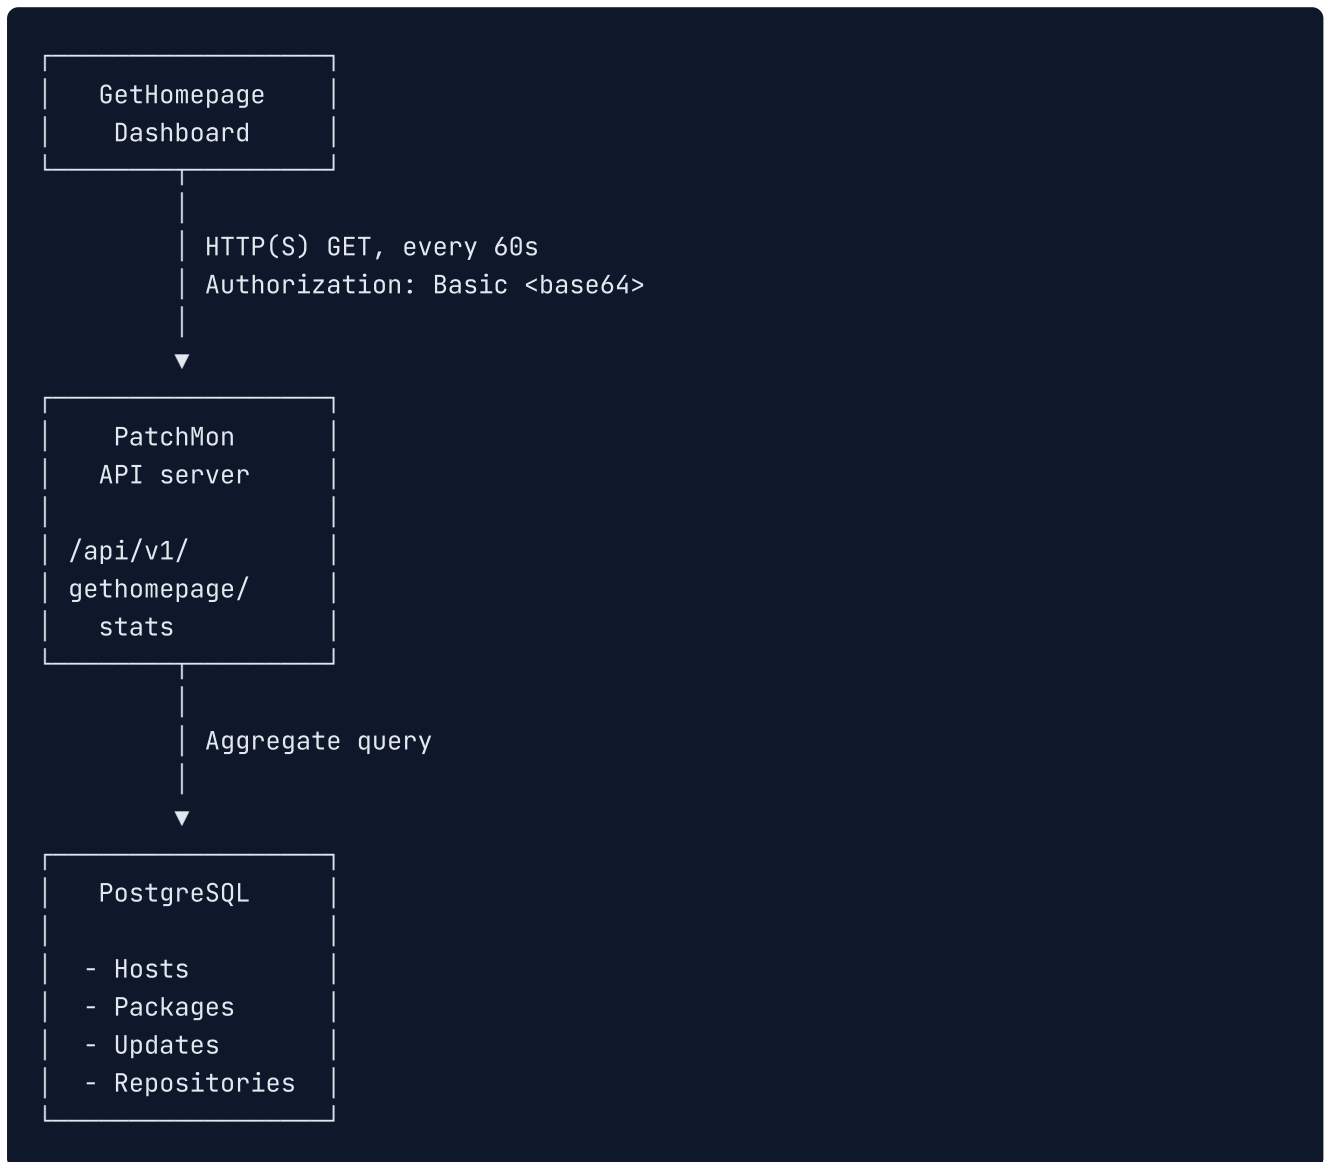 GetHomepage
Dashboard
HTTP(S) GET, every 60s
Authorization: Basic <base64>
PatchMon
API server
/api/v1/
gethomepage/
stats
Aggregate query
PostgreSQL
- Hosts
- Packages
- Updates
- Repositories